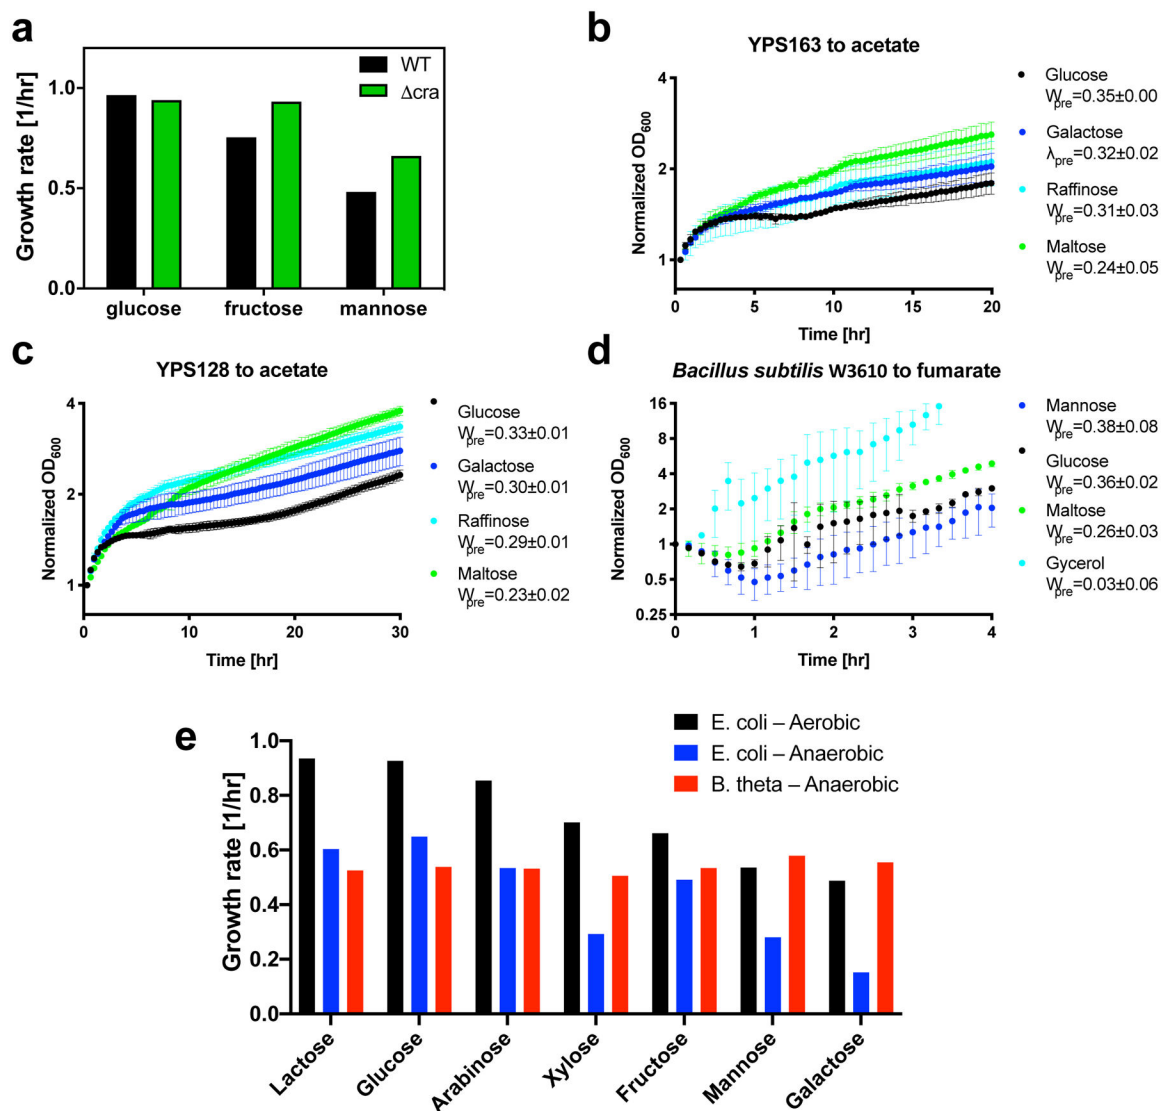 a
Growth rate [1/hr]
1.0
0.5
0.0
WT
Δcra
glucose
fructose
mannose
b
YPS163 to acetate
Normalized OD600
4
2
1
0
5
10
15
20
Time [hr]
Glucose
Wpre=0.35±0.00
Galactose
λpre=0.32±0.02
Raffinose
Wpre=0.31±0.03
Maltose
Wpre=0.24±0.05
c
YPS128 to acetate
Normalized OD600
4
2
1
0
10
20
30
Time [hr]
Glucose
Wpre=0.33±0.01
Galactose
Wpre=0.30±0.01
Raffinose
Wpre=0.29±0.01
Maltose
Wpre=0.23±0.02
d
Bacillus subtilis W3610 to fumarate
Normalized OD600
16
8
4
2
1
0.5
0.25
0
1
2
3
4
Time [hr]
Mannose
Wpre=0.38±0.08
Glucose
Wpre=0.36±0.02
Maltose
Wpre=0.26±0.03
Gycerol
Wpre=0.03±0.06
e
E. coli – Aerobic
E. coli – Anaerobic
B. theta – Anaerobic
Growth rate [1/hr]
1.0
0.8
0.6
0.4
0.2
0.0
Lactose
Glucose
Arabinose
Xylose
Fructose
Mannose
Galactose